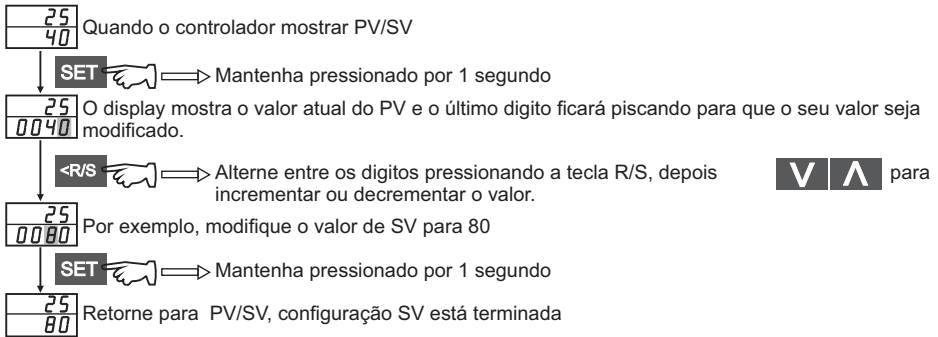 25
40
Quando o controlador mostrar PV/SV
SET Mantenha pressionado por 1 segundo
25 O display mostra o valor atual do PV e o último digito ficará piscando para que o seu valor seja
0040 modificado.
<R/S Alterne entre os digitos pressionando a tecla R/S, depois V Λ para
incrementar ou decrementar o valor.
25
0080
Por exemplo, modifique o valor de SV para 80
SET Mantenha pressionado por 1 segundo
25
80
Retorne para PV/SV, configuração SV está terminada